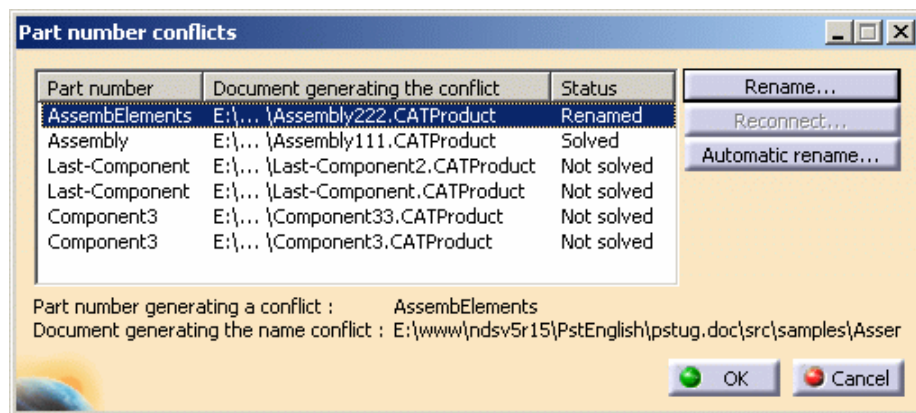 Part number conflicts
Part number Document generating the conflict Status
AssembElements E:\... \Assembly222.CATProduct Renamed
Assembly E:\... \Assembly111.CATProduct Solved
Last-Component E:\... \Last-Component2.CATProduct Not solved
Last-Component E:\... \Last-Component.CATProduct Not solved
Component3 E:\... \Component33.CATProduct Not solved
Component3 E:\... \Component3.CATProduct Not solved
Rename...
Reconnect...
Automatic rename...
Part number generating a conflict : AssembElements
Document generating the name conflict : E:\www\ndsv5r15\PstEnglish\pstug.doc\src\samples\Asser
OK Cancel